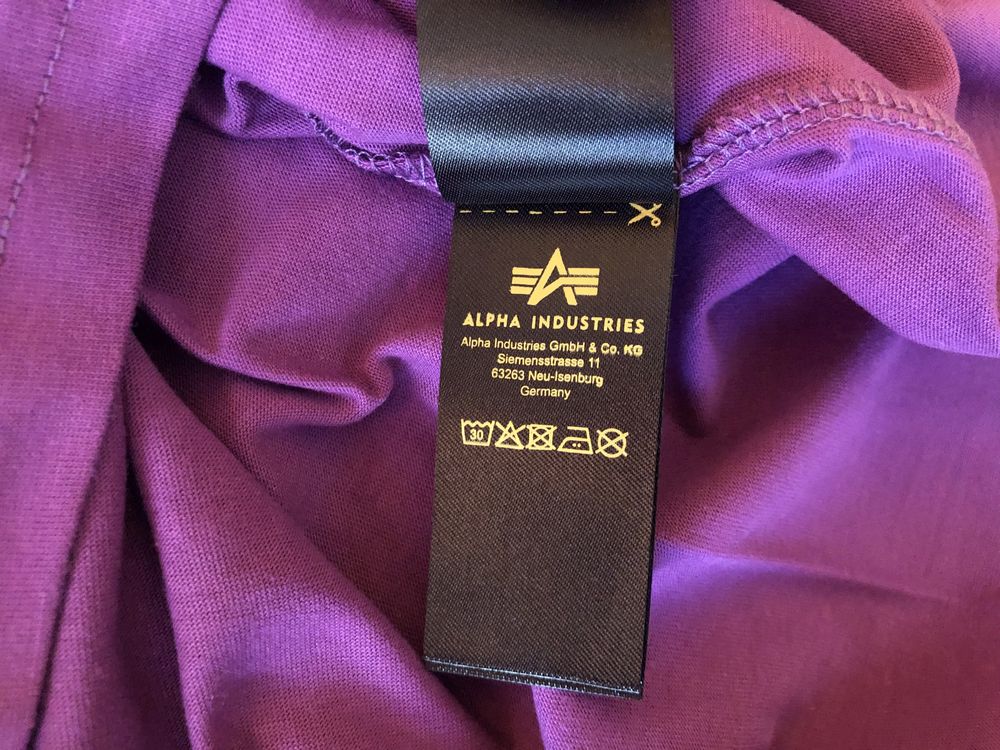 ALPHA INDUSTRIES
Alpha Industries GmbH & Co. KG
Siemensstrasse 11
63263 Neu-Isenburg
Germany
30